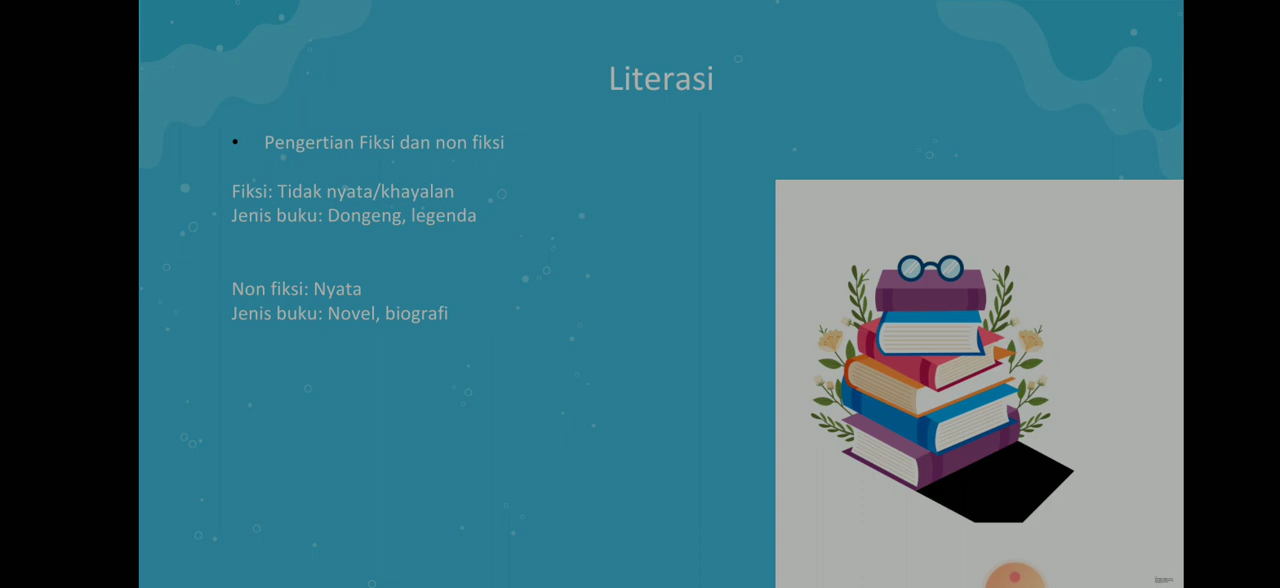 Literasi
• Pengertian Fiksi dan non fiksi
Fiksi: Tidak nyata/khayalan
Jenis buku: Dongeng, legenda
Non fiksi: Nyata
Jenis buku: Novel, biografi